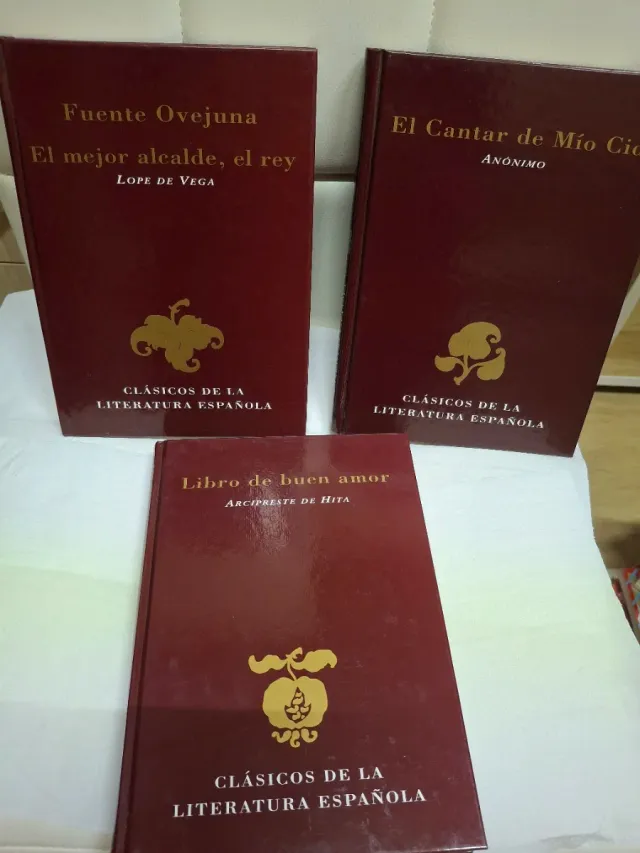 Fuente Ovejuna
El mejor alcalde, el rey
LOPE DE VEGA
CLÁSICOS DE LA
LITERATURA ESPAÑOLA
El Cantar de Mío Cid
ANÓNIMO
CLÁSICOS DE LA
LITERATURA ESPAÑOLA
Libro de buen amor
ARCIPRESTE DE HITA
CLÁSICOS DE LA
LITERATURA ESPAÑOLA